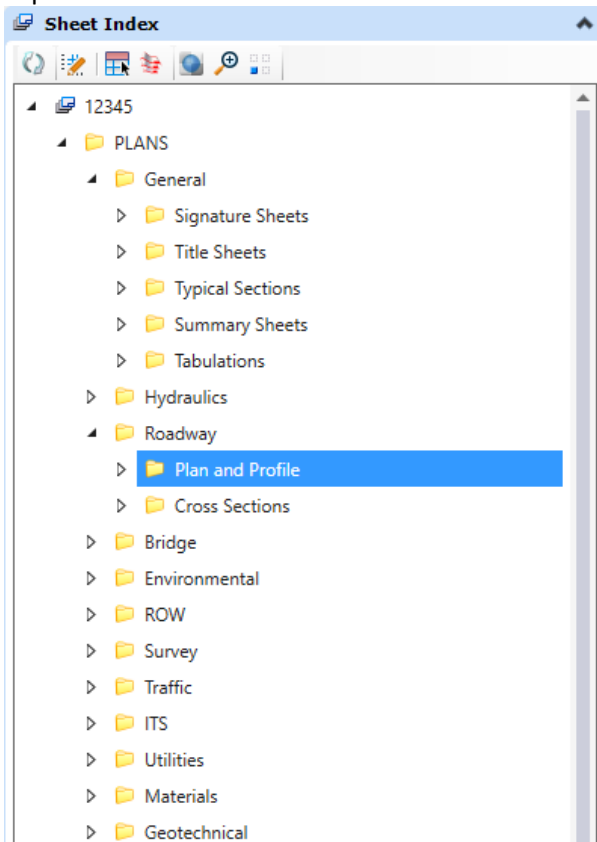 Sheet Index
12345
PLANS
General
Signature Sheets
Title Sheets
Typical Sections
Summary Sheets
Tabulations
Hydraulics
Roadway
Plan and Profile
Cross Sections
Bridge
Environmental
ROW
Survey
Traffic
ITS
Utilities
Materials
Geotechnical